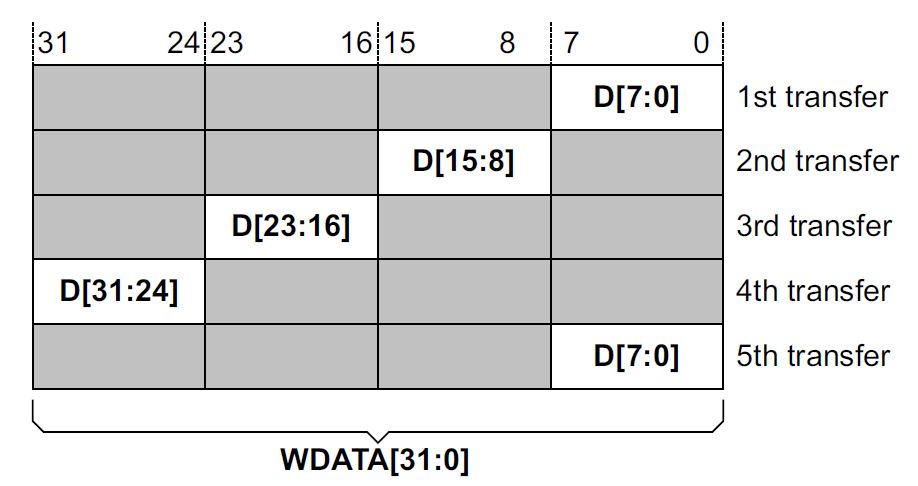 31 24 23 16 15 8 7 0
D[7:0] 1st transfer
D[15:8] 2nd transfer
D[23:16] 3rd transfer
D[31:24] 4th transfer
D[7:0] 5th transfer
WDATA[31:0]